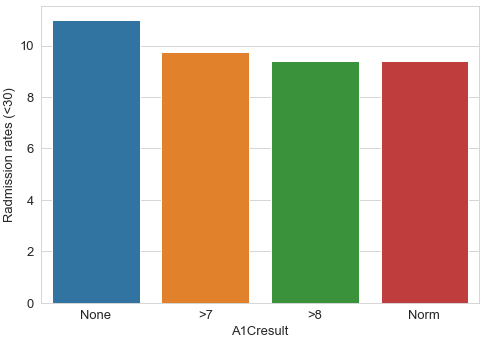 Radmission rates (<30)
10
8
6
4
2
0
None >7 >8 Norm
A1Cresult